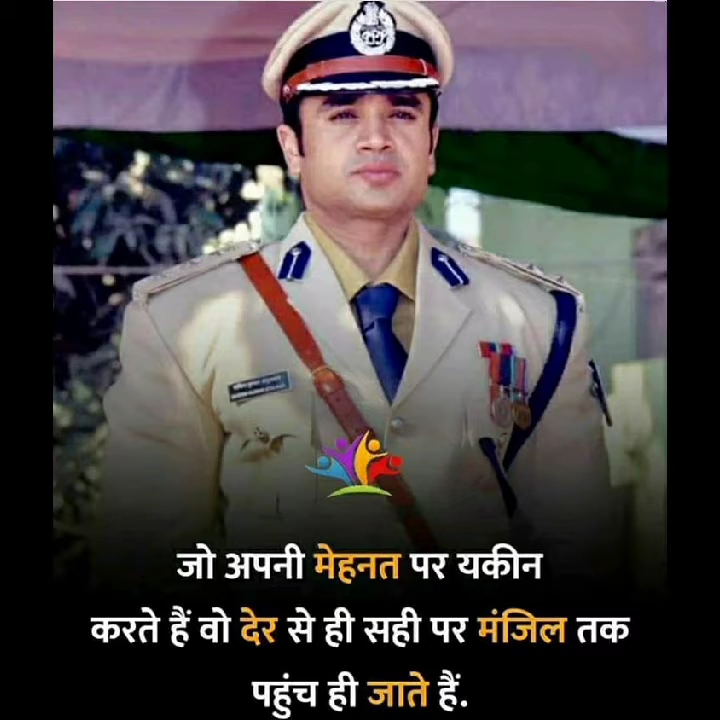 जो अपनी मेहनत पर यकीन
करते हैं वो देर से ही सही पर मंजिल तक
पहुंच ही जाते हैं.